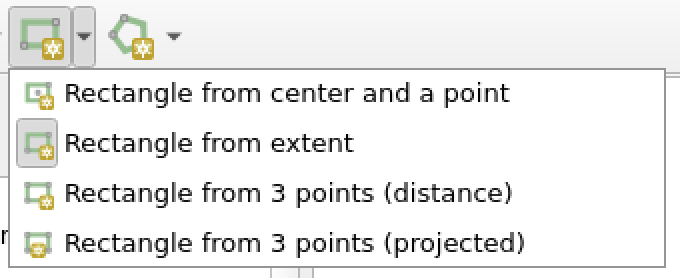 Rectangle from center and a point
Rectangle from extent
Rectangle from 3 points (distance)
Rectangle from 3 points (projected)